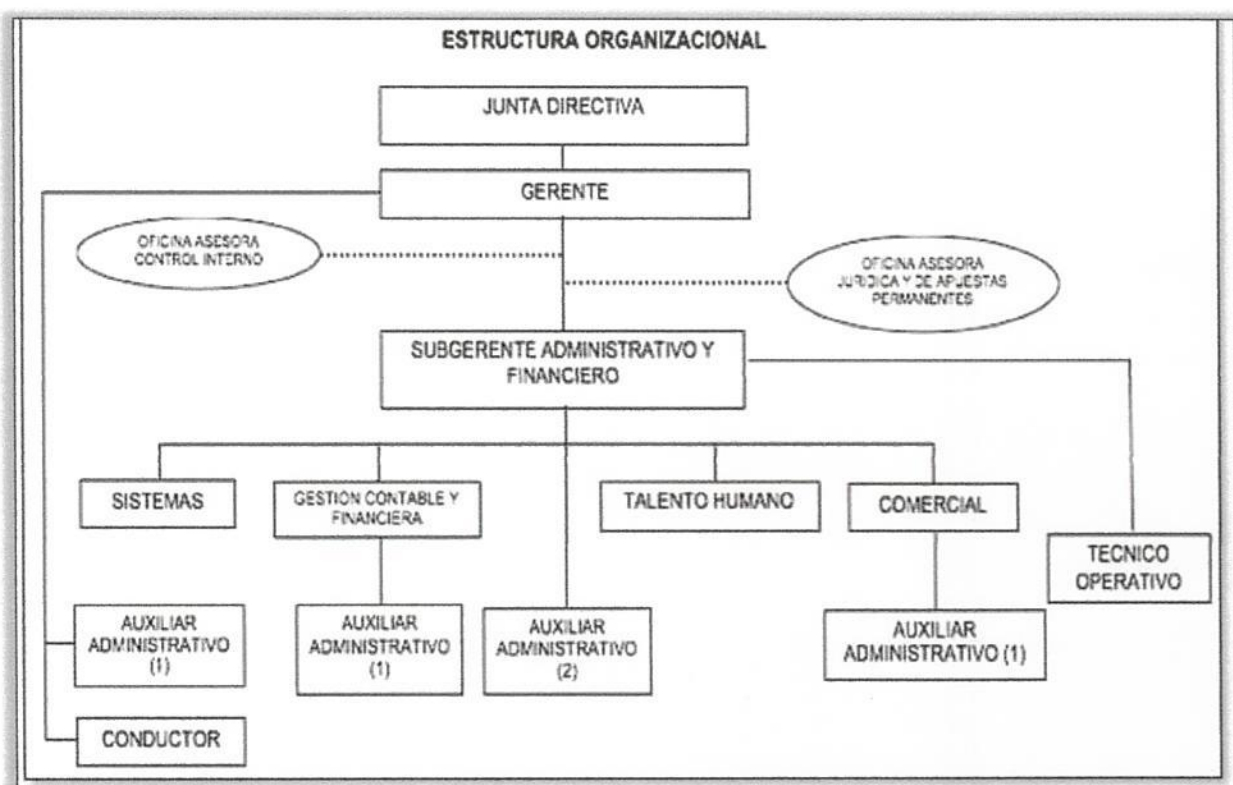 ESTRUCTURA ORGANIZACIONAL
JUNTA DIRECTIVA
GERENTE
OFICINA ASESORA
CONTROL INTERNO
OFICINA ASESORA
JURIDICA Y DE APUESTAS
PERMANENTES
SUBGERENTE ADMINISTRATIVO Y
FINANCIERO
SISTEMAS
GESTION CONTABLE Y
FINANCIERA
TALENTO HUMANO
COMERCIAL
TECNICO
OPERATIVO
AUXILIAR
ADMINISTRATIVO
(1)
AUXILIAR
ADMINISTRATIVO
(1)
AUXILIAR
ADMINISTRATIVO
(2)
AUXILIAR
ADMINISTRATIVO (1)
CONDUCTOR